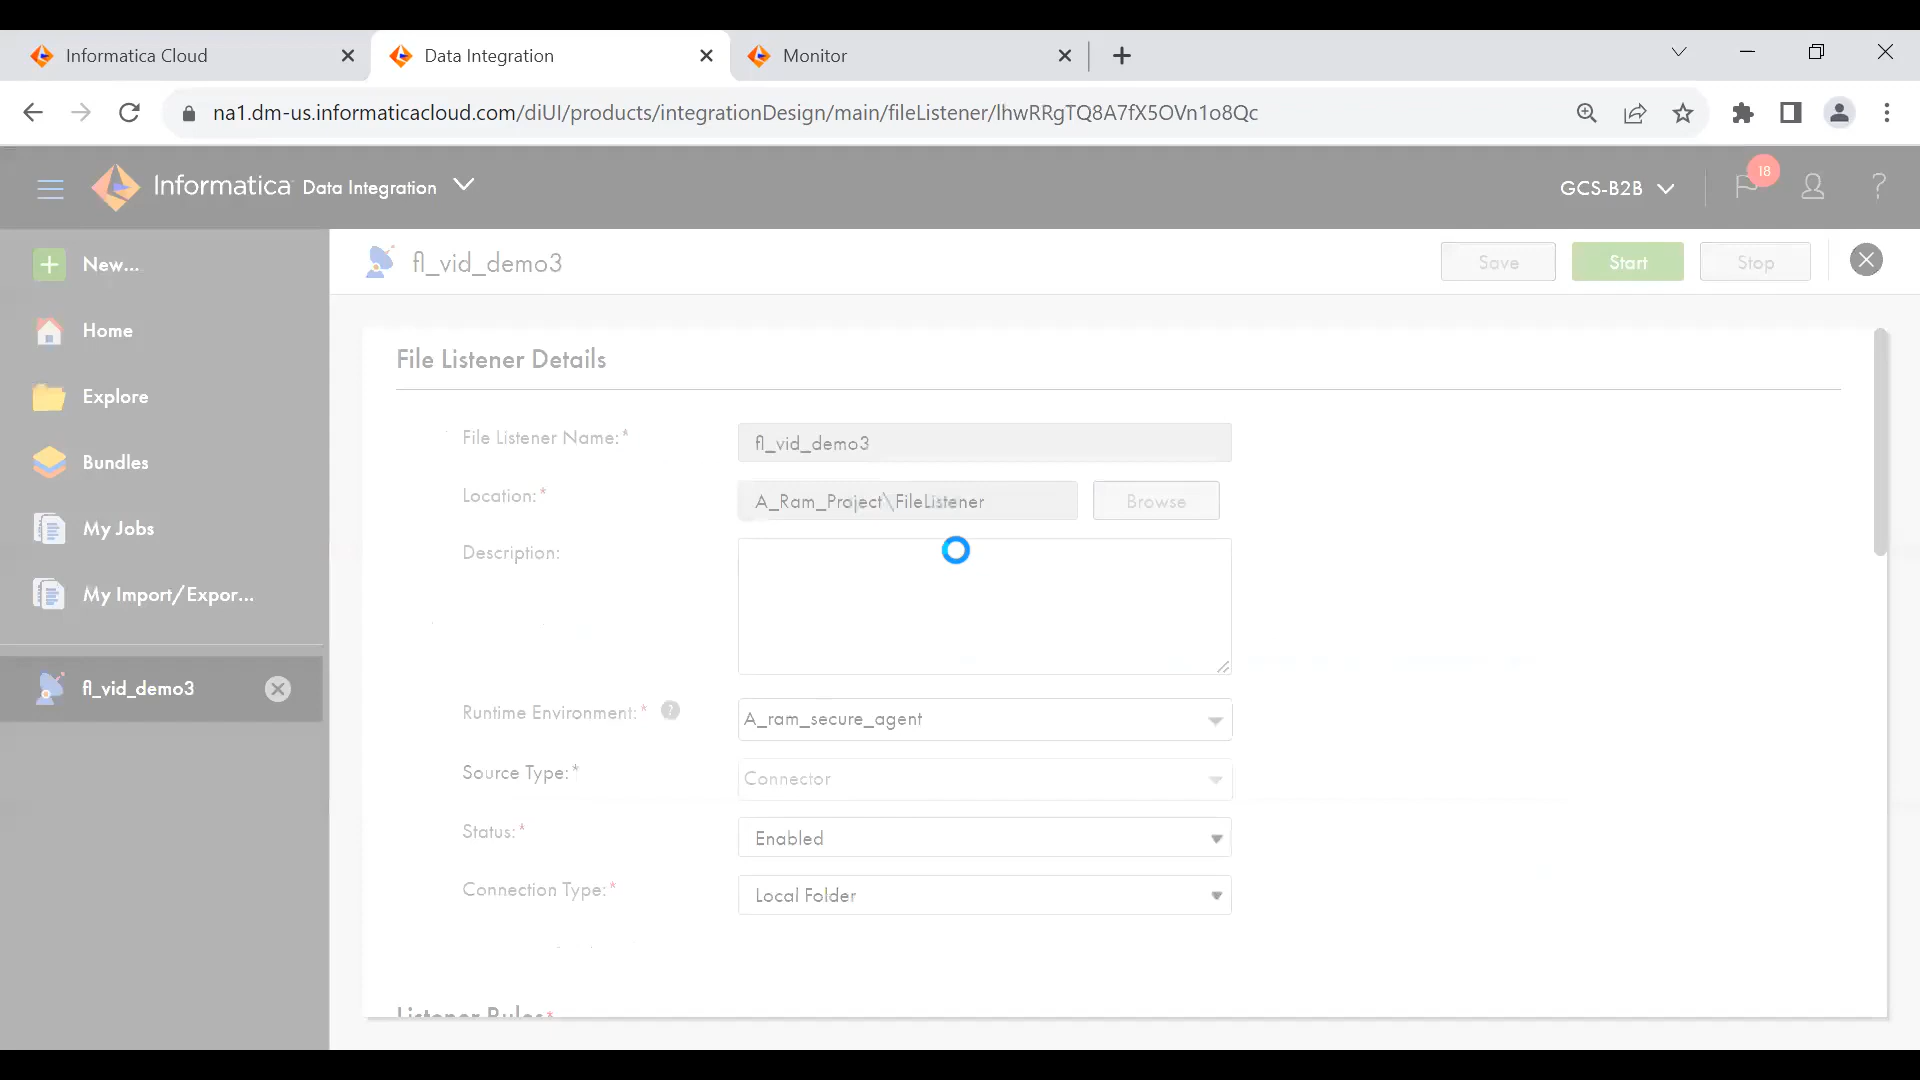 Informatica Cloud
Data Integration
Monitor
na1.dm-us.informaticacloud.com/diUI/products/integrationDesign/main/fileListener/lhwRRgTQ8A7fX5OVn1o8Qc
Informatica Data Integration
GCS-B2B
18
?
New...
Home
Explore
Bundles
My Jobs
My Import/Expor...
fl_vid_demo3
fl_vid_demo3
Save
Start
Stop
File Listener Details
File Listener Name:*
fl_vid_demo3
Location:*
A_Ram_Project\FileListener
Browse
Description:
Runtime Environment:* ?
A_ram_secure_agent
Source Type:*
Connector
Status:*
Enabled
Connection Type:*
Local Folder
Listener Rules*